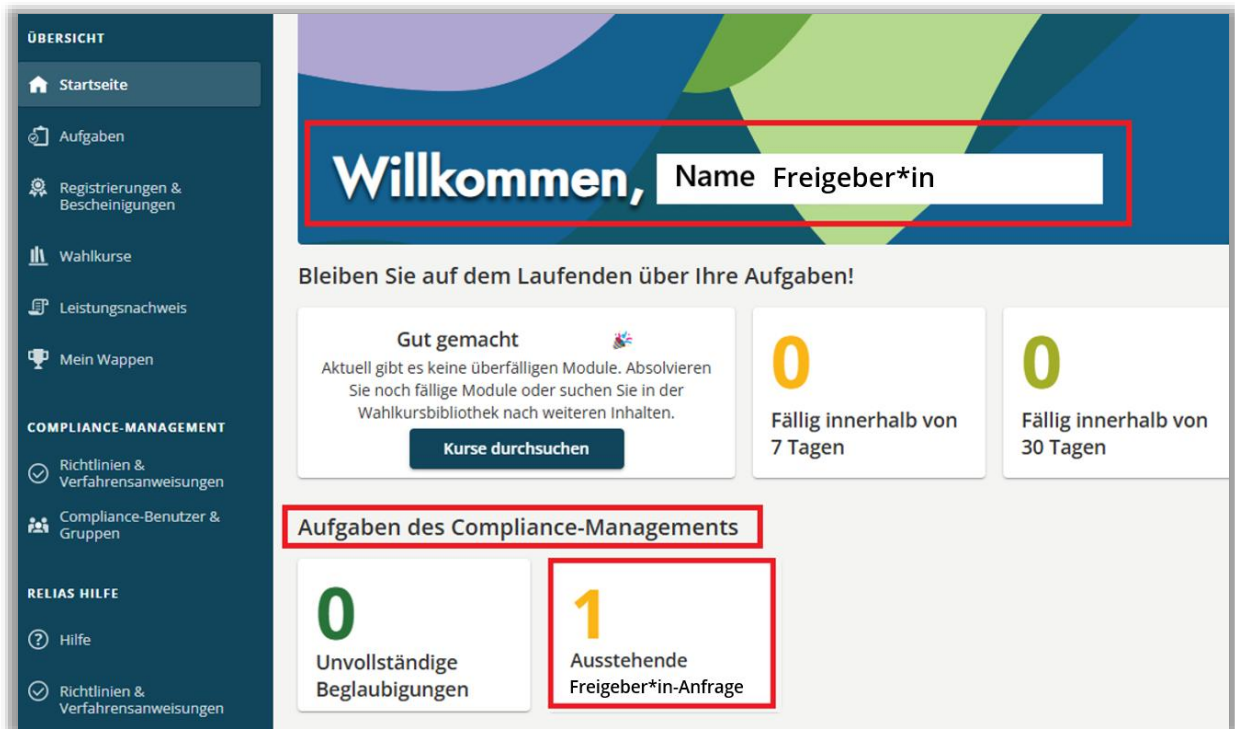 ÜBERSICHT
Startseite
Aufgaben
Registrierungen &
Bescheinigungen
Wahlkurse
Leistungsnachweis
Mein Wappen
COMPLIANCE-MANAGEMENT
Richtlinien &
Verfahrensanweisungen
Compliance-Benutzer &
Gruppen
RELIAS HILFE
Hilfe
Richtlinien &
Verfahrensanweisungen
Willkommen, Name Freigeber*in
Bleiben Sie auf dem Laufenden über Ihre Aufgaben!
Gut gemacht
Aktuell gibt es keine überfälligen Module. Absolvieren
Sie noch fällige Module oder suchen Sie in der
Wahlkursbibliothek nach weiteren Inhalten.
Kurse durchsuchen
0
Fällig innerhalb von
7 Tagen
0
Fällig innerhalb von
30 Tagen
Aufgaben des Compliance-Managements
0
Unvollständige
Beglaubigungen
1
Ausstehende
Freigeber*in-Anfrage